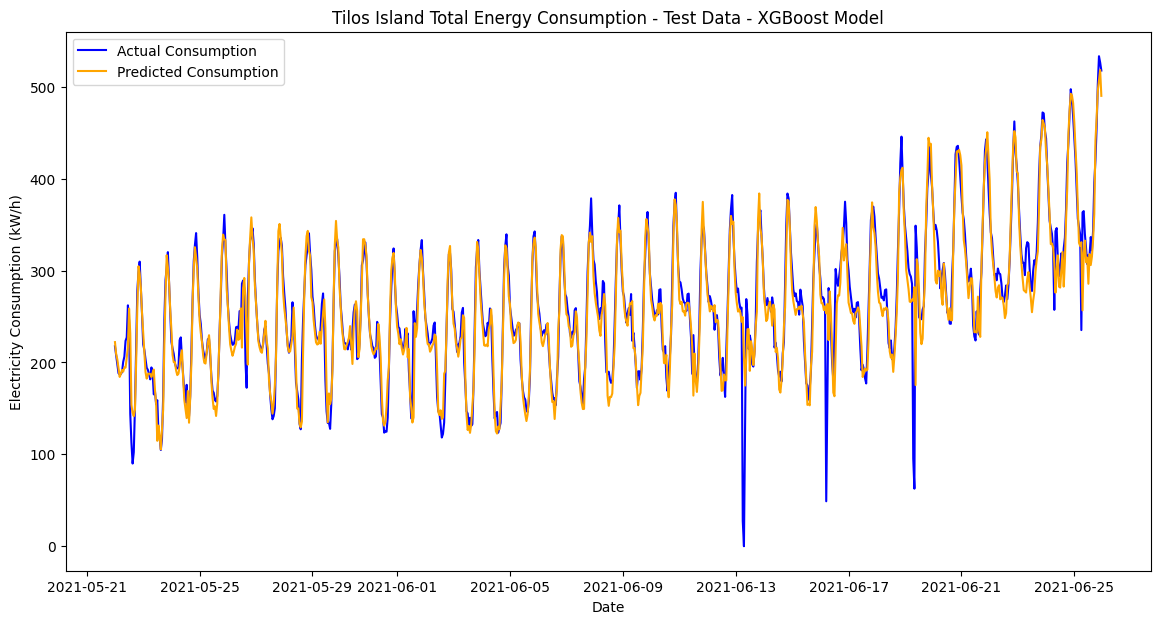 Tilos Island Total Energy Consumption - Test Data - XGBoost Model
Actual Consumption
Predicted Consumption
Electricity Consumption (kW/h)
500
400
300
200
100
0
2021-05-21 2021-05-25 2021-05-29 2021-06-01 2021-06-05 2021-06-09 2021-06-13 2021-06-17 2021-06-21 2021-06-25
Date